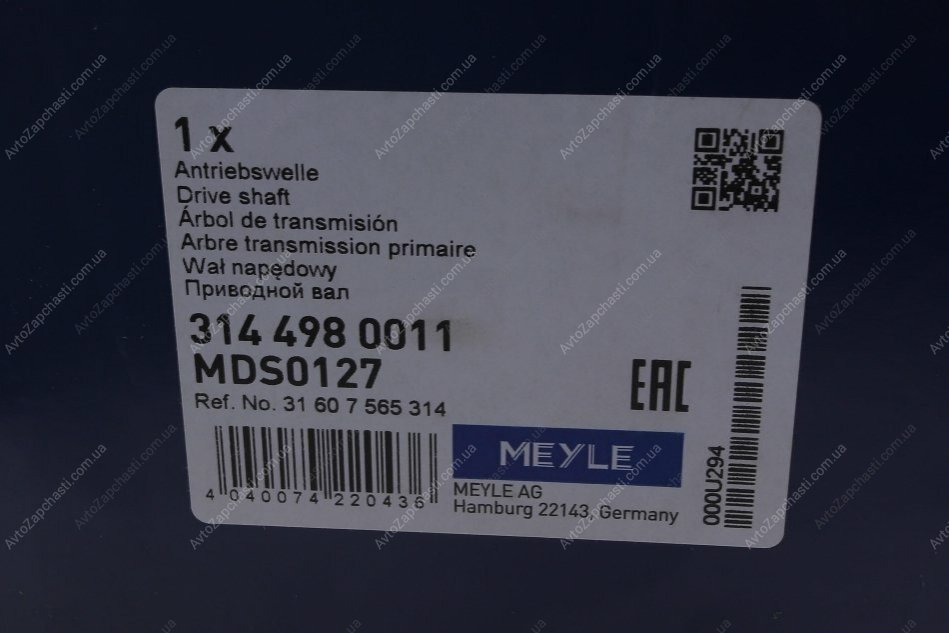 1 x
Antriebswelle
Drive shaft
Árbol de transmisión
Arbre transmission primaire
Wał napędowy
Приводной вал
314 498 0011
MDS0127
Ref. No. 31 60 7 565 314
4 040074 220436
EAC
MEYLE
MEYLE AG
Hamburg 22143, Germany
000U294
AvtoZapchasti.com.ua